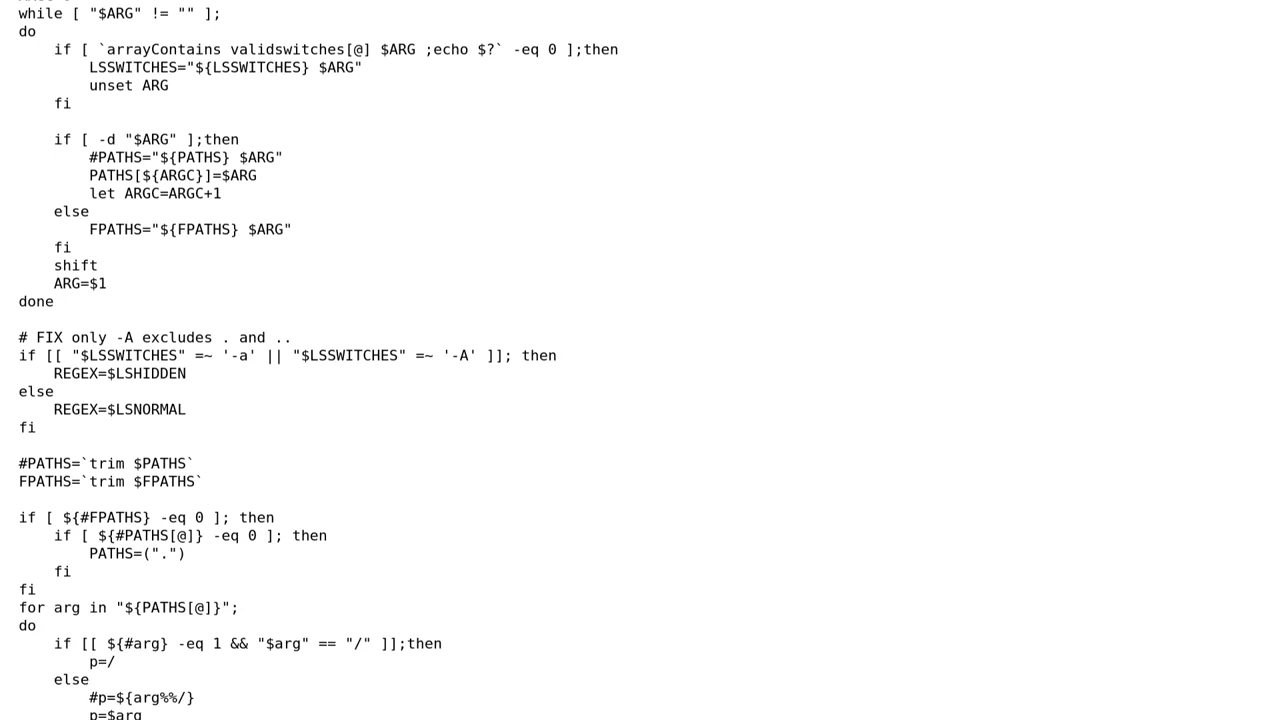 while [ "$ARG" != "" ];
do
    if [ `arrayContains validswitches[@] $ARG ;echo $?` -eq 0 ];then
        LSSWITCHES="${LSSWITCHES} $ARG"
        unset ARG
    fi

    if [ -d "$ARG" ];then
        #PATHS="${PATHS} $ARG"
        PATHS[${ARGC}]=$ARG
        let ARGC=ARGC+1
    else
        FPATHS="${FPATHS} $ARG"
    fi
    shift
    ARG=$1
done

# FIX only -A excludes . and ..
if [[ "$LSSWITCHES" =~ '-a' || "$LSSWITCHES" =~ '-A' ]]; then
    REGEX=$LSHIDDEN
else
    REGEX=$LSNORMAL
fi

#PATHS=`trim $PATHS`
FPATHS=`trim $FPATHS`

if [ ${#FPATHS} -eq 0 ]; then
    if [ ${#PATHS[@]} -eq 0 ]; then
        PATHS=(".")
    fi
fi
for arg in "${PATHS[@]}";
do
    if [[ ${#arg} -eq 1 && "$arg" == "/" ]];then
        p=/
    else
        #p=${arg%%/}
        p=$arg